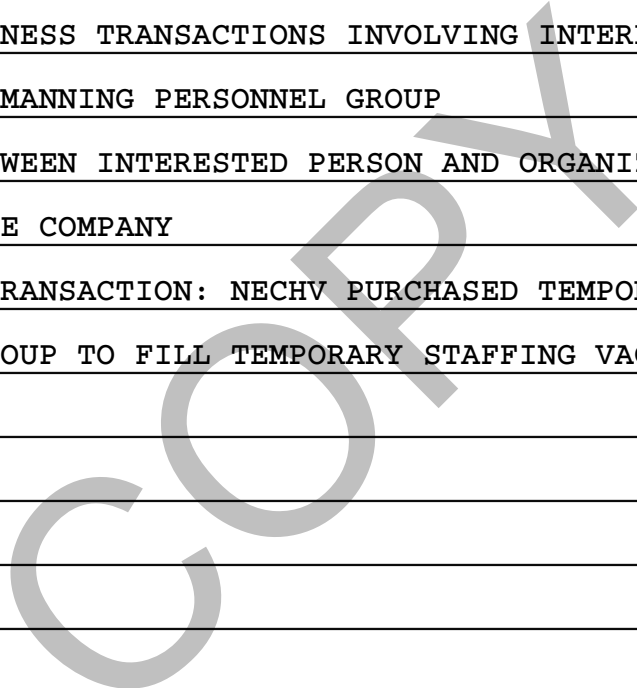 NESS TRANSACTIONS INVOLVING INTER
MANNING PERSONNEL GROUP
WEEN INTERESTED PERSON AND ORGANI
E COMPANY
RANSACTION: NECHV PURCHASED TEMPO
OUP TO FILL TEMPORARY STAFFING VA
COPY